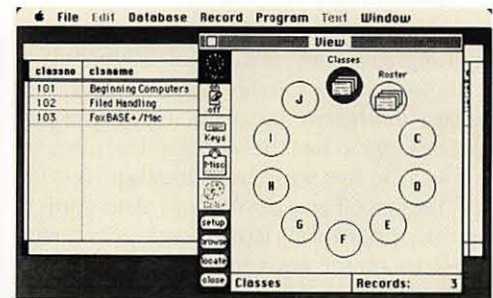 File Edit Database Record Program Text Window
View
classno clsname
101 Beginning Computers
102 Filed Handling
103 FoxBASE+/Mac
off
Keys
Misc
setup
browse
locate
close
Classes
Roster
J
I
H
G
F
E
D
C
Classes Records: 3